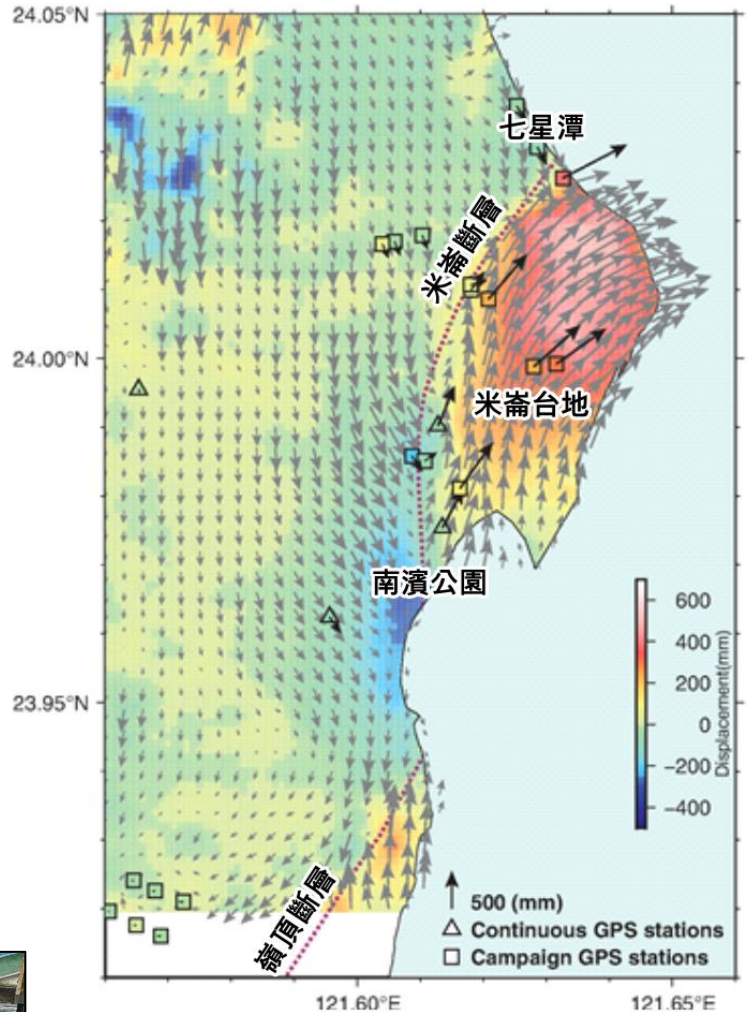 24.05°N
七星潭
米崙斷層
24.00°N
米崙台地
南濱公園
600
400
200
0
−200
−400
Displacement(mm)
23.95°N
嶺頂斷層
500 (mm)
Continuous GPS stations
Campaign GPS stations
121.60°E
121.65°E